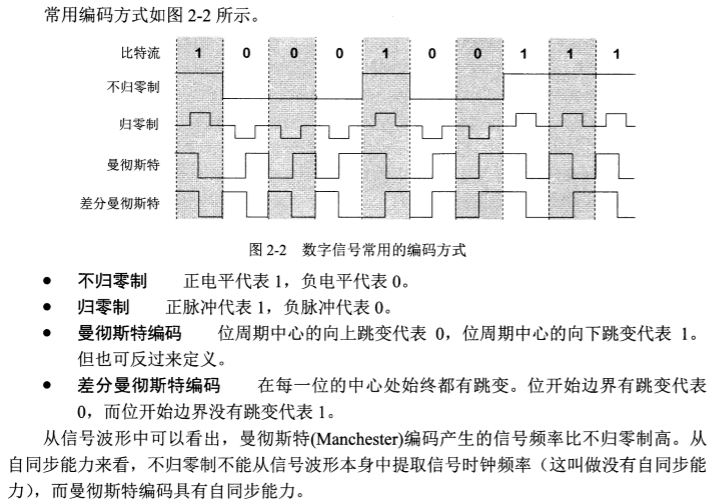 常用编码方式如图 2-2 所示。
比特流 1 0 0 0 1 0 0 1 1 1
不归零制
归零制
曼彻斯特
差分曼彻斯特
图 2-2 数字信号常用的编码方式
● 不归零制 正电平代表 1，负电平代表 0。
● 归零制 正脉冲代表 1，负脉冲代表 0。
● 曼彻斯特编码 位周期中心的向上跳变代表 0，位周期中心的向下跳变代表 1。
但也可反过来定义。
● 差分曼彻斯特编码 在每一位的中心处始终都有跳变。位开始边界有跳变代表
0，而位开始边界没有跳变代表 1。
从信号波形中可以看出，曼彻斯特(Manchester)编码产生的信号频率比不归零制高。从
自同步能力来看，不归零制不能从信号波形本身中提取信号时钟频率（这叫做没有自同步能
力），而曼彻斯特编码具有自同步能力。